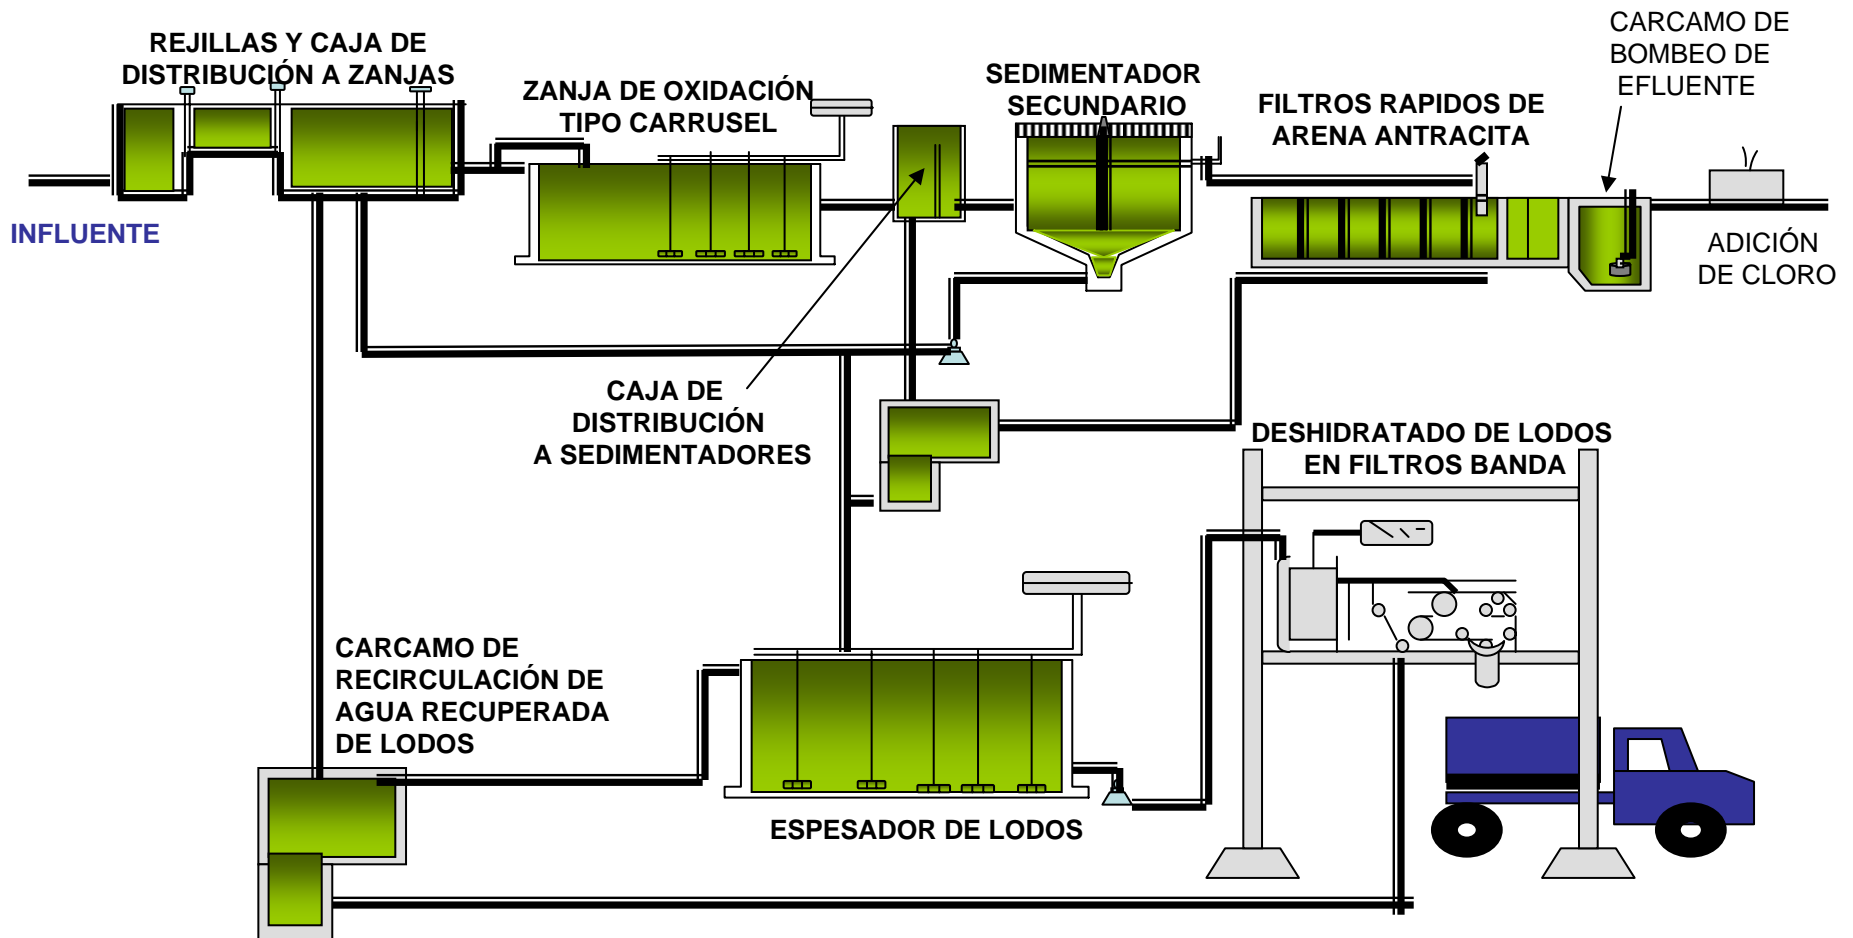 REJILLAS Y CAJA DE
DISTRIBUCIÓN A ZANJAS
ZANJA DE OXIDACIÓN
TIPO CARRUSEL
SEDIMENTADOR
SECUNDARIO
FILTROS RAPIDOS DE
ARENA ANTRACITA
CARCAMO DE
BOMBEO DE
EFLUENTE
INFLUENTE
ADICIÓN
DE CLORO
CAJA DE
DISTRIBUCIÓN
A SEDIMENTADORES
DESHIDRATADO DE LODOS
EN FILTROS BANDA
CARCAMO DE
RECIRCULACIÓN DE
AGUA RECUPERADA
DE LODOS
ESPESADOR DE LODOS